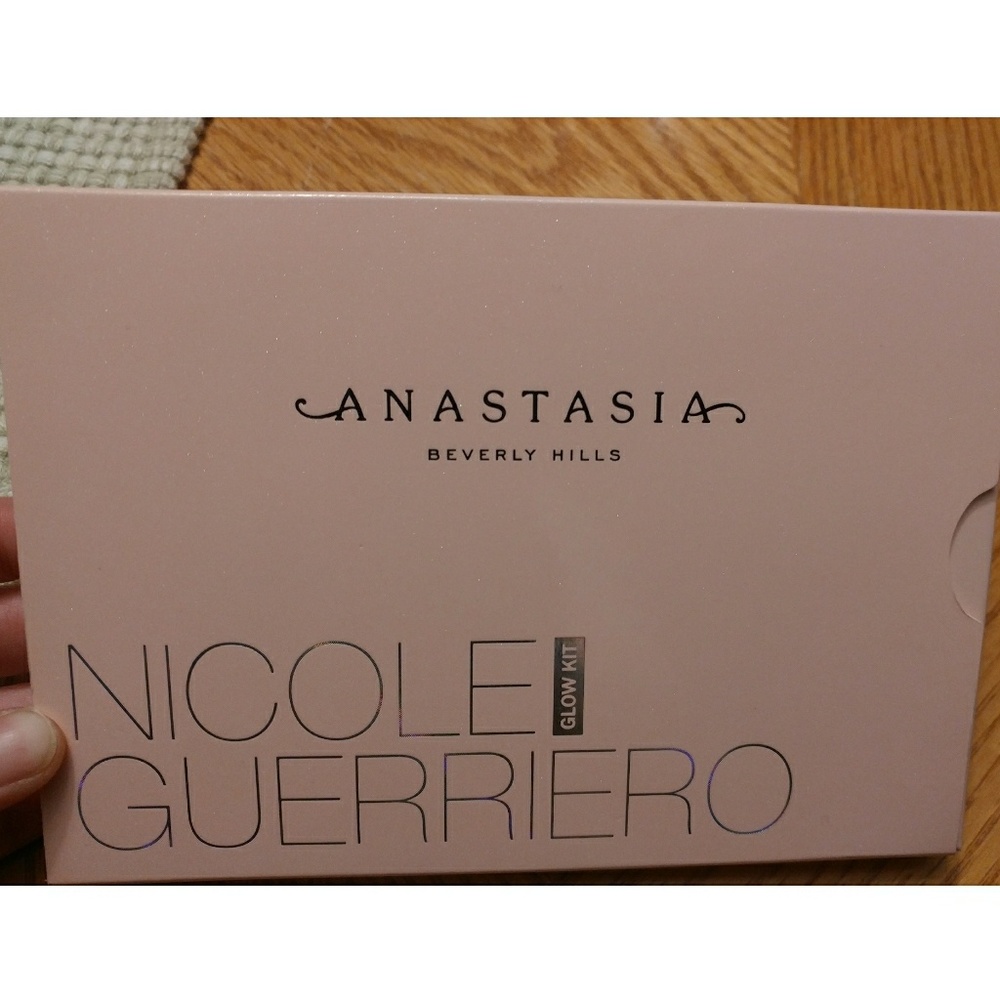 ANASTASIA
BEVERLY HILLS
NICOLE
GLOW KIT
GUERRIERO